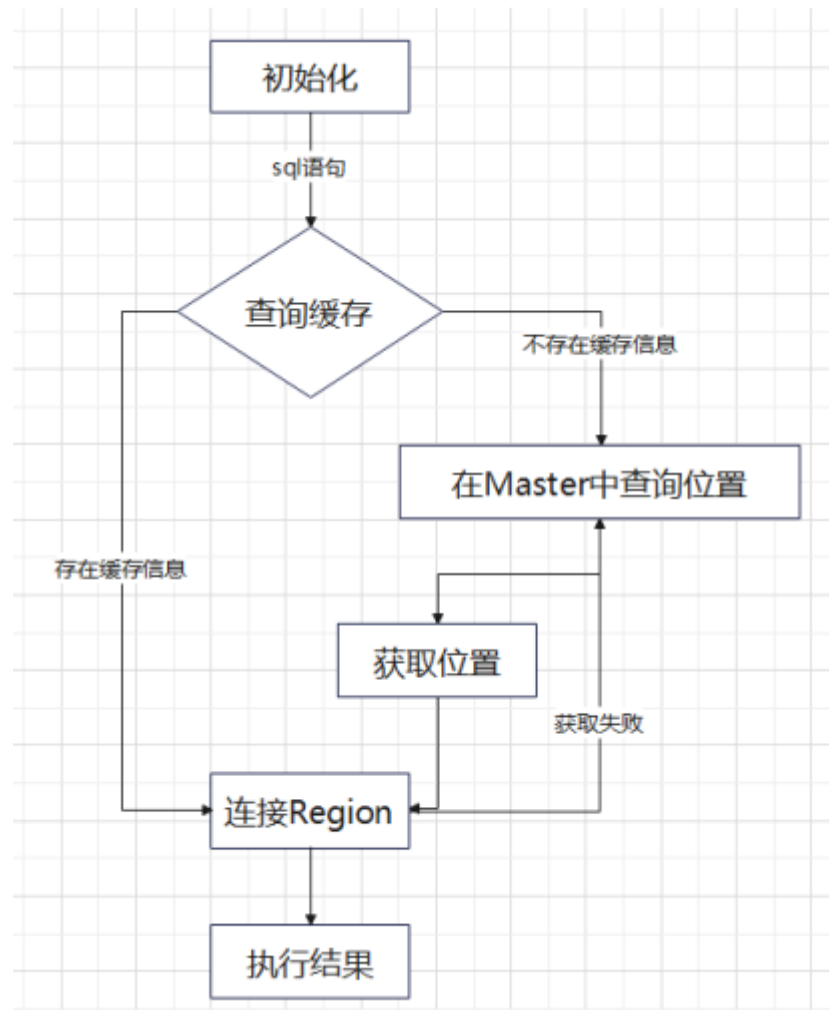 初始化
sql语句
查询缓存
不存在缓存信息
在Master中查询位置
存在缓存信息
获取位置
获取失败
连接Region
执行结果